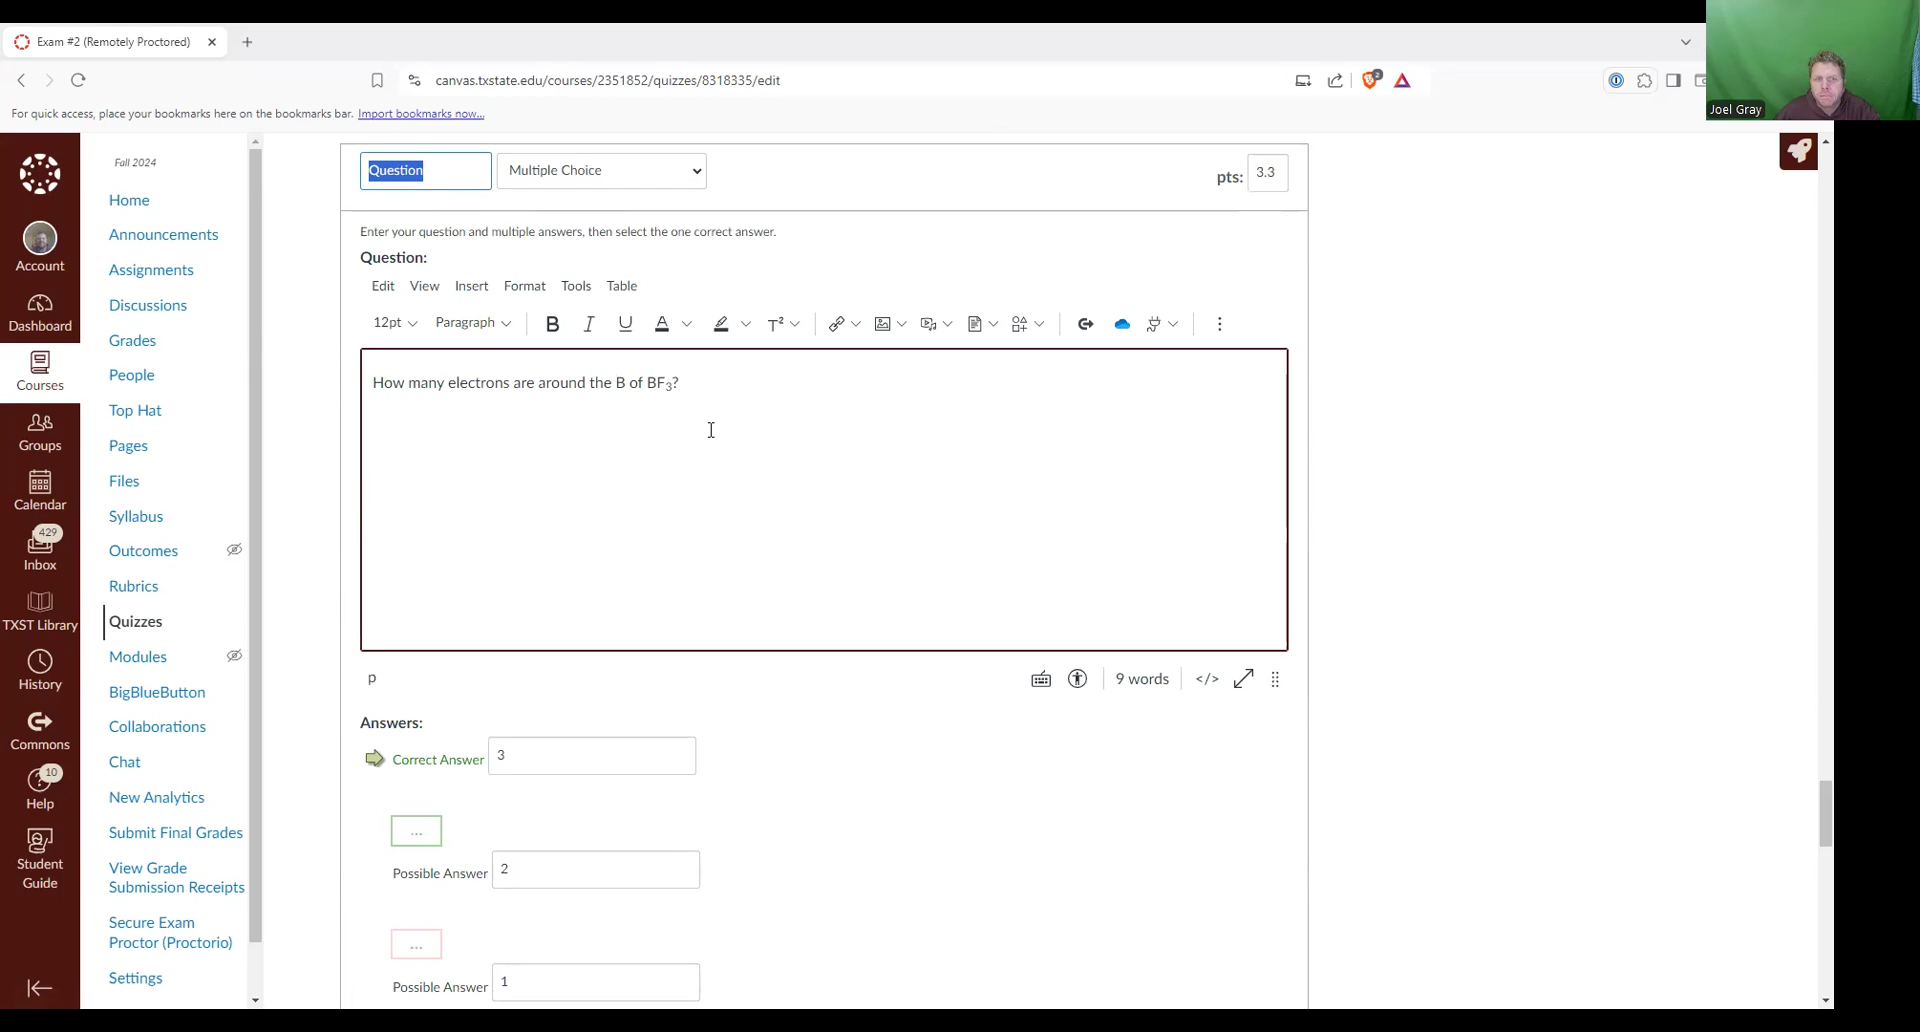 Exam #2 (Remotely Proctored)
canvas.txstate.edu/courses/2351852/quizzes/8318335/edit
2
For quick access, place your bookmarks here on the bookmarks bar. Import bookmarks now...
Joel Gray
Account
Dashboard
Courses
Groups
Calendar
429
Inbox
TXST Library
History
Commons
10
Help
Student
Guide
Fall 2024
Home
Announcements
Assignments
Discussions
Grades
People
Top Hat
Pages
Files
Syllabus
Outcomes
Rubrics
Quizzes
Modules
BigBlueButton
Collaborations
Chat
New Analytics
Submit Final Grades
View Grade
Submission Receipts
Secure Exam
Proctor (Proctorio)
Settings
Question Multiple Choice pts: 3.3
Enter your question and multiple answers, then select the one correct answer.
Question:
Edit View Insert Format Tools Table
12pt Paragraph B I U A T²
How many electrons are around the B of BF₃?
p 9 words </>
Answers:
Correct Answer 3
...
Possible Answer 2
...
Possible Answer 1